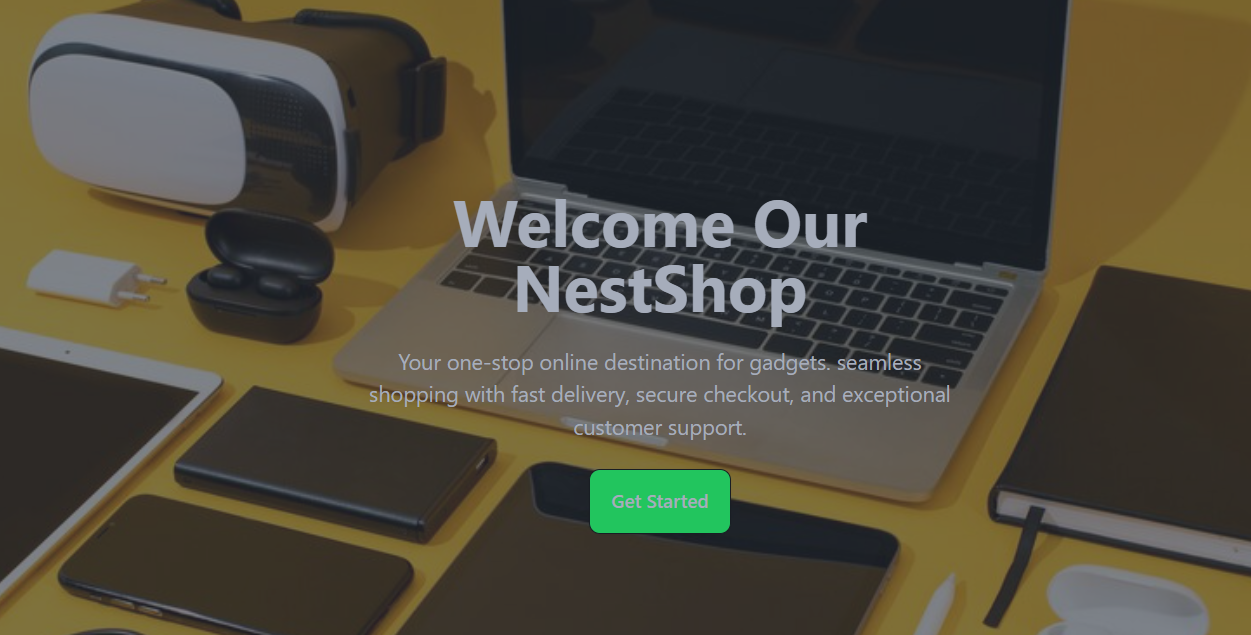 Welcome Our
NestShop
Your one-stop online destination for gadgets. seamless
shopping with fast delivery, secure checkout, and exceptional
customer support.
Get Started